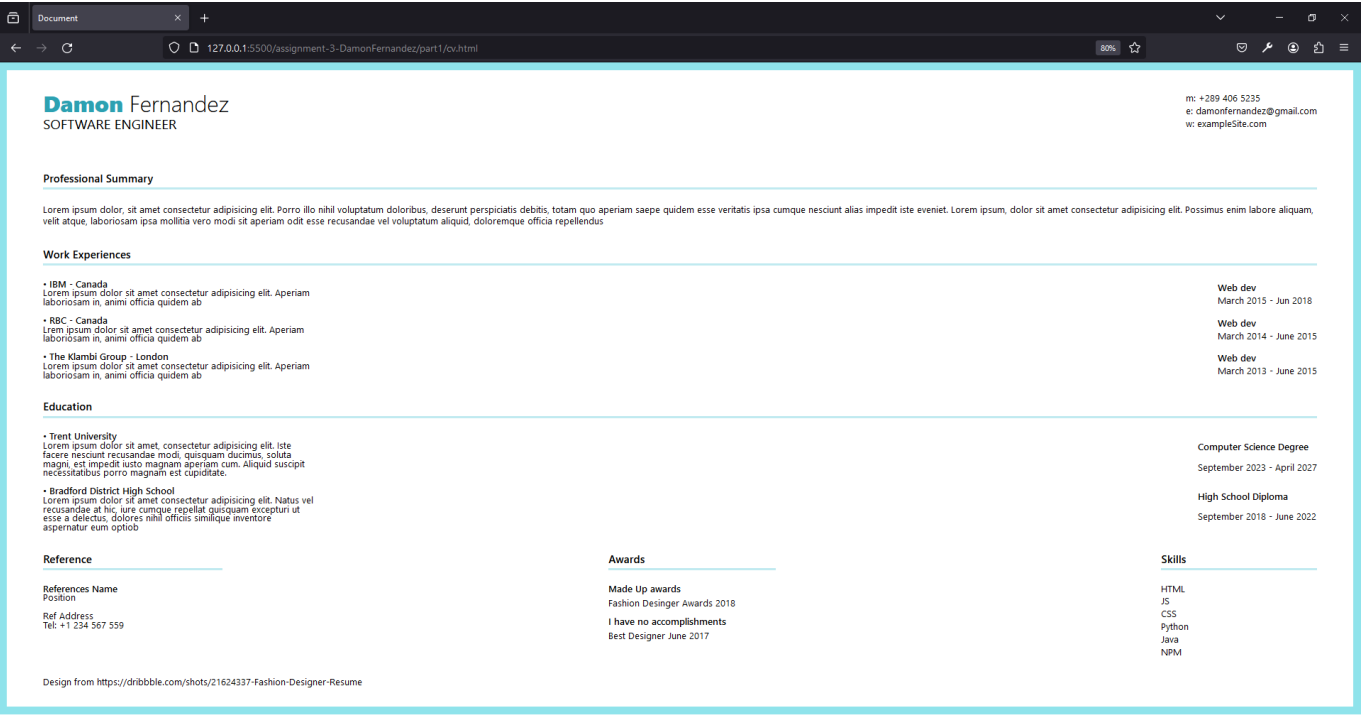 Document
127.0.0.1:5500/assignment-3-DamonFernandez/part1/cv.html
80%
Damon Fernandez
SOFTWARE ENGINEER
m: +289 406 5235
e: damonfernandez@gmail.com
w: exampleSite.com
Professional Summary
Lorem ipsum dolor, sit amet consectetur adipisicing elit. Porro illo nihil voluptatum doloribus, deserunt perspiciatis debitis, totam quo aperiam saepe quidem esse veritatis ipsa cumque nesciunt alias impedit iste eveniet. Lorem ipsum, dolor sit amet consectetur adipisicing elit. Possimus enim labore aliquam,
velit atque, laboriosam ipsa mollitia vero modi sit aperiam odit esse recusandae vel voluptatum aliquid, doloremque officia repellendus
Work Experiences
• IBM - Canada
Lorem ipsum dolor sit amet consectetur adipisicing elit. Aperiam
laboriosam in, animi officia quidem ab
Web dev
March 2015 - Jun 2018
• RBC - Canada
Lrem ipsum dolor sit amet consectetur adipisicing elit. Aperiam
laboriosam in, animi officia quidem ab
Web dev
March 2014 - June 2015
• The Klambi Group - London
Lorem ipsum dolor sit amet consectetur adipisicing elit. Aperiam
laboriosam in, animi officia quidem ab
Web dev
March 2013 - June 2015
Education
• Trent University
Lorem ipsum dolor sit amet, consectetur adipisicing elit. Iste
facere nesciunt recusandae modi, quisquam ducimus, soluta
magni, est impedit iusto magnam aperiam cum. Aliquid suscipit
necessitatibus porro magnam est cupiditate.
Computer Science Degree
September 2023 - April 2027
• Bradford District High School
Lorem ipsum dolor sit amet consectetur adipisicing elit. Natus vel
recusandae at hic, iure cumque repellat quisquam excepturi ut
esse a delectus, dolores nihil officiis similique inventore
aspernatur eum optiob
High School Diploma
September 2018 - June 2022
Reference
References Name
Position
Ref Address
Tel: +1 234 567 559
Awards
Made Up awards
Fashion Desinger Awards 2018
I have no accomplishments
Best Designer June 2017
Skills
HTML
JS
CSS
Python
Java
NPM
Design from https://dribbble.com/shots/21624337-Fashion-Designer-Resume